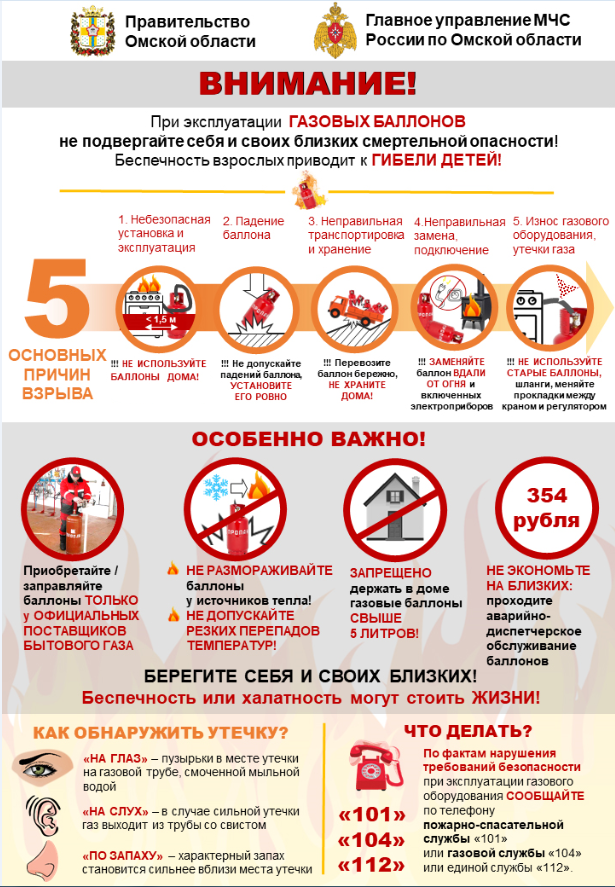 Правительство
Омской области
Главное управление МЧС
России по Омской области
ВНИМАНИЕ!
При эксплуатации ГАЗОВЫХ БАЛЛОНОВ
не подвергайте себя и своих близких смертельной опасности!
Беспечность взрослых приводит к ГИБЕЛИ ДЕТЕЙ!
5
ОСНОВНЫХ
ПРИЧИН
ВЗРЫВА
1. Небезопасная
установка и
эксплуатация
< 1,5 м
!!! НЕ ИСПОЛЬЗУЙТЕ
БАЛЛОНЫ ДОМА!
2. Падение
баллона
!!! Не допускайте
падений баллона,
УСТАНОВИТЕ
ЕГО РОВНО
3. Неправильная
транспортировка
и хранение
!!! Перевозите
баллон бережно,
НЕ ХРАНИТЕ
ДОМА!
4.Неправильная
замена,
подключение
!!! ЗАМЕНЯЙТЕ
баллон ВДАЛИ
ОТ ОГНЯ и
включенных
электроприборов
5. Износ газового
оборудования,
утечки газа
!!! НЕ ИСПОЛЬЗУЙТЕ
СТАРЫЕ БАЛЛОНЫ,
шланги, меняйте
прокладки между
краном и регулятором
ОСОБЕННО ВАЖНО!
Приобретайте /
заправляйте
баллоны ТОЛЬКО
у ОФИЦИАЛЬНЫХ
ПОСТАВЩИКОВ
БЫТОВОГО ГАЗА
НЕ РАЗМОРАЖИВАЙТЕ
баллоны
у источников тепла!
НЕ ДОПУСКАЙТЕ
РЕЗКИХ ПЕРЕПАДОВ
ТЕМПЕРАТУР!
ЗАПРЕЩЕНО
держать в доме
газовые баллоны
СВЫШЕ
5 ЛИТРОВ!
354
рубля
НЕ ЭКОНОМЬТЕ
НА БЛИЗКИХ:
проходите
аварийно-
диспетчерское
обслуживание
баллонов
БЕРЕГИТЕ СЕБЯ И СВОИХ БЛИЗКИХ!
Беспечность или халатность могут стоить ЖИЗНИ!
КАК ОБНАРУЖИТЬ УТЕЧКУ?
«НА ГЛАЗ» – пузырьки в месте утечки
на газовой трубе, смоченной мыльной
водой
«НА СЛУХ» – в случае сильной утечки
газ выходит из трубы со свистом
«ПО ЗАПАХУ» – характерный запах
становится сильнее вблизи места утечки
ЧТО ДЕЛАТЬ?
«101»
«104»
«112»
По фактам нарушения
требований безопасности
при эксплуатации газового
оборудования СООБЩАЙТЕ
по телефону
пожарно-спасательной
службы «101»
или газовой службы «104»
или единой службы «112».